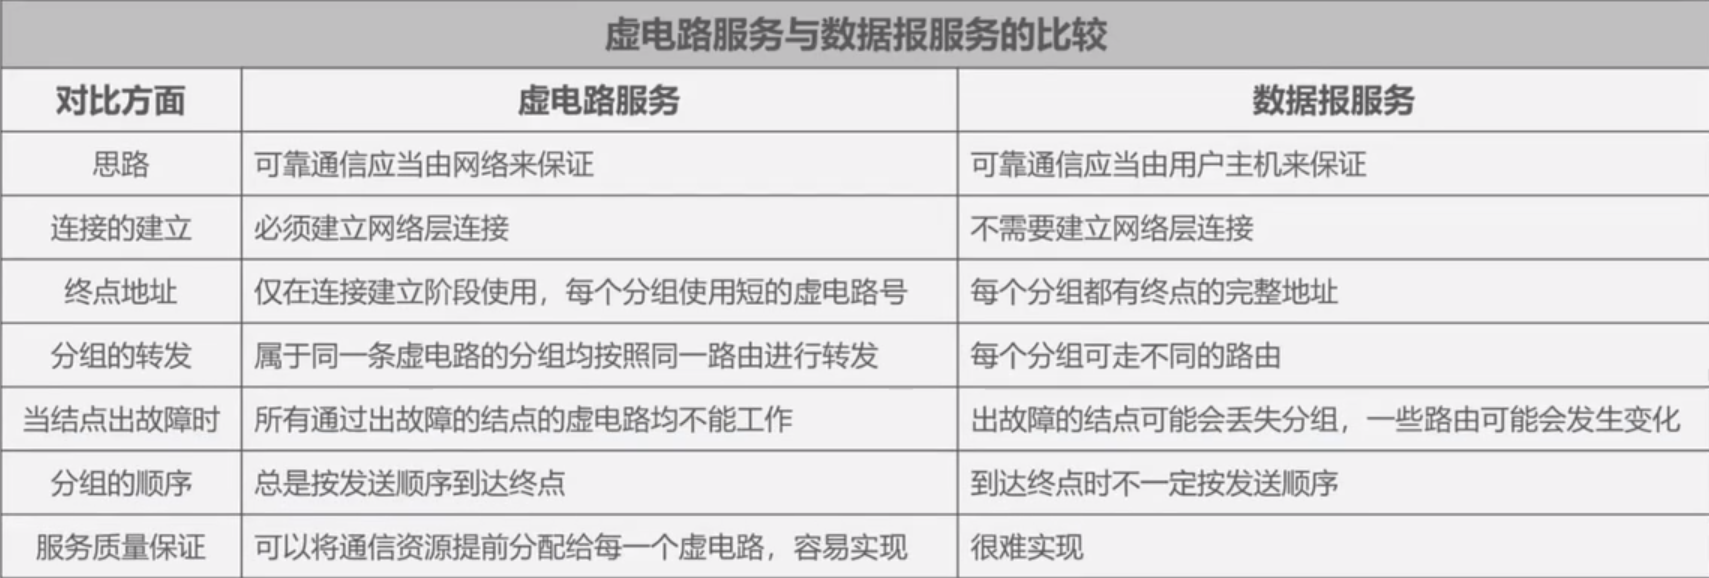 虚电路服务与数据报服务的比较
对比方面 虚电路服务 数据报服务
思路 可靠通信应当由网络来保证 可靠通信应当由用户主机来保证
连接的建立 必须建立网络层连接 不需要建立网络层连接
终点地址 仅在连接建立阶段使用，每个分组使用短的虚电路号 每个分组都有终点的完整地址
分组的转发 属于同一条虚电路的分组均按照同一路由进行转发 每个分组可走不同的路由
当结点出故障时 所有通过出故障的结点的虚电路均不能工作 出故障的结点可能会丢失分组，一些路由可能会发生变化
分组的顺序 总是按发送顺序到达终点 到达终点时不一定按发送顺序
服务质量保证 可以将通信资源提前分配给每一个虚电路，容易实现 很难实现